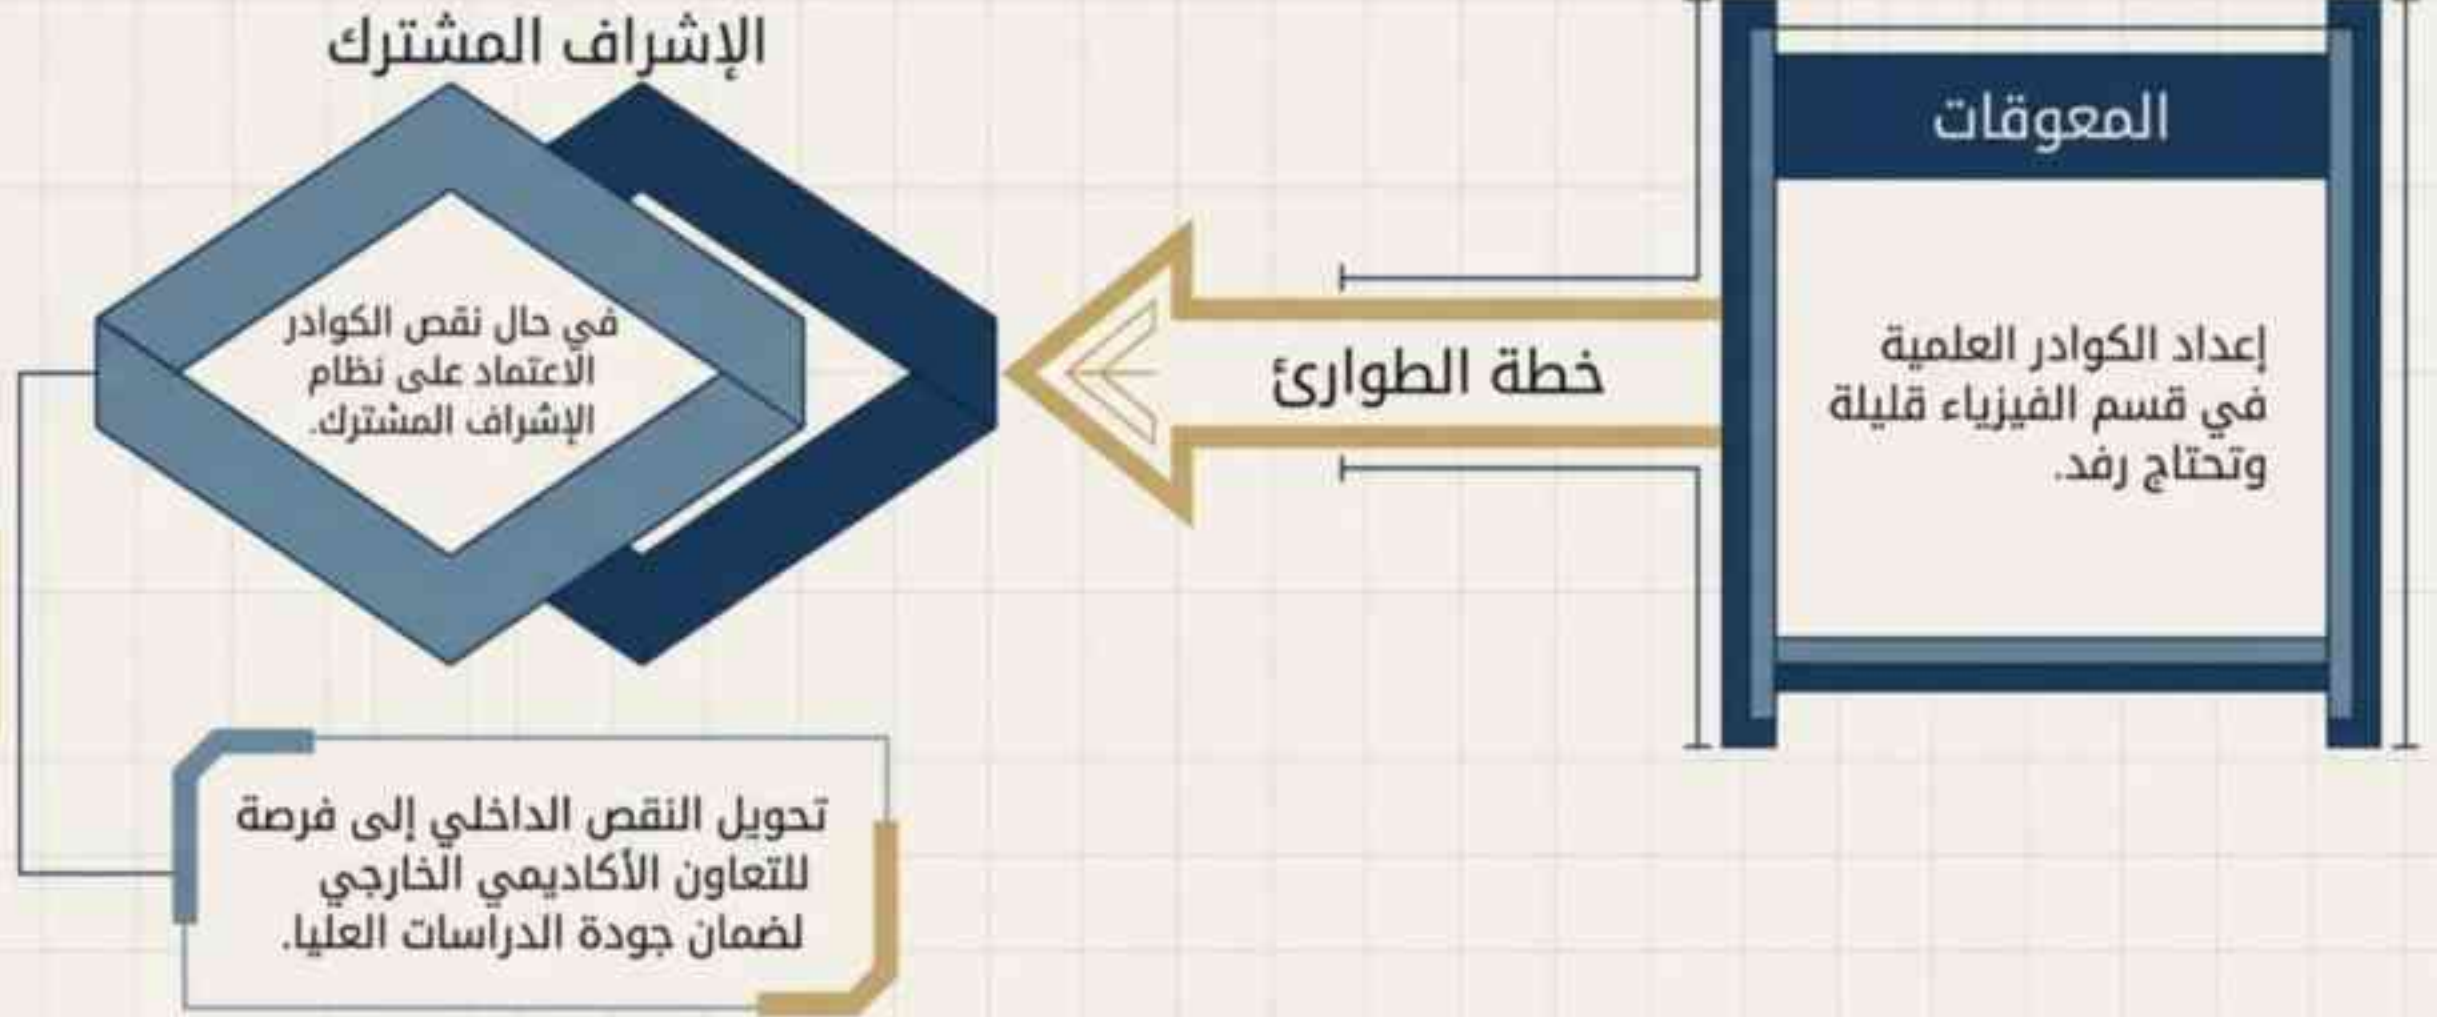 المعوقات
إعداد الكوادر العلمية
في قسم الفيزياء قليلة
وتحتاج رفد.
خطة الطوارئ
الإشراف المشترك
في حال نقص الكوادر
الاعتماد على نظام
الإشراف المشترك.
تحويل النقص الداخلي إلى فرصة
للتعاون الأكاديمي الخارجي
لضمان جودة الدراسات العليا.